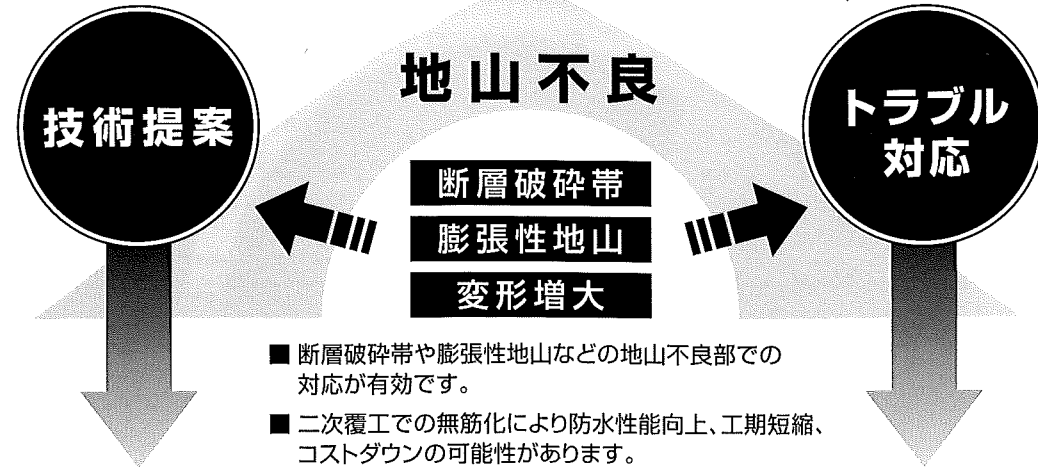 地山不良
技術提案
トラブル
対応
断層破砕帯
膨張性地山
変形増大
■ 断層破砕帯や膨張性地山などの地山不良部での
対応が有効です。
■ 二次覆工での無筋化により防水性能向上、工期短縮、
コストダウンの可能性があります。